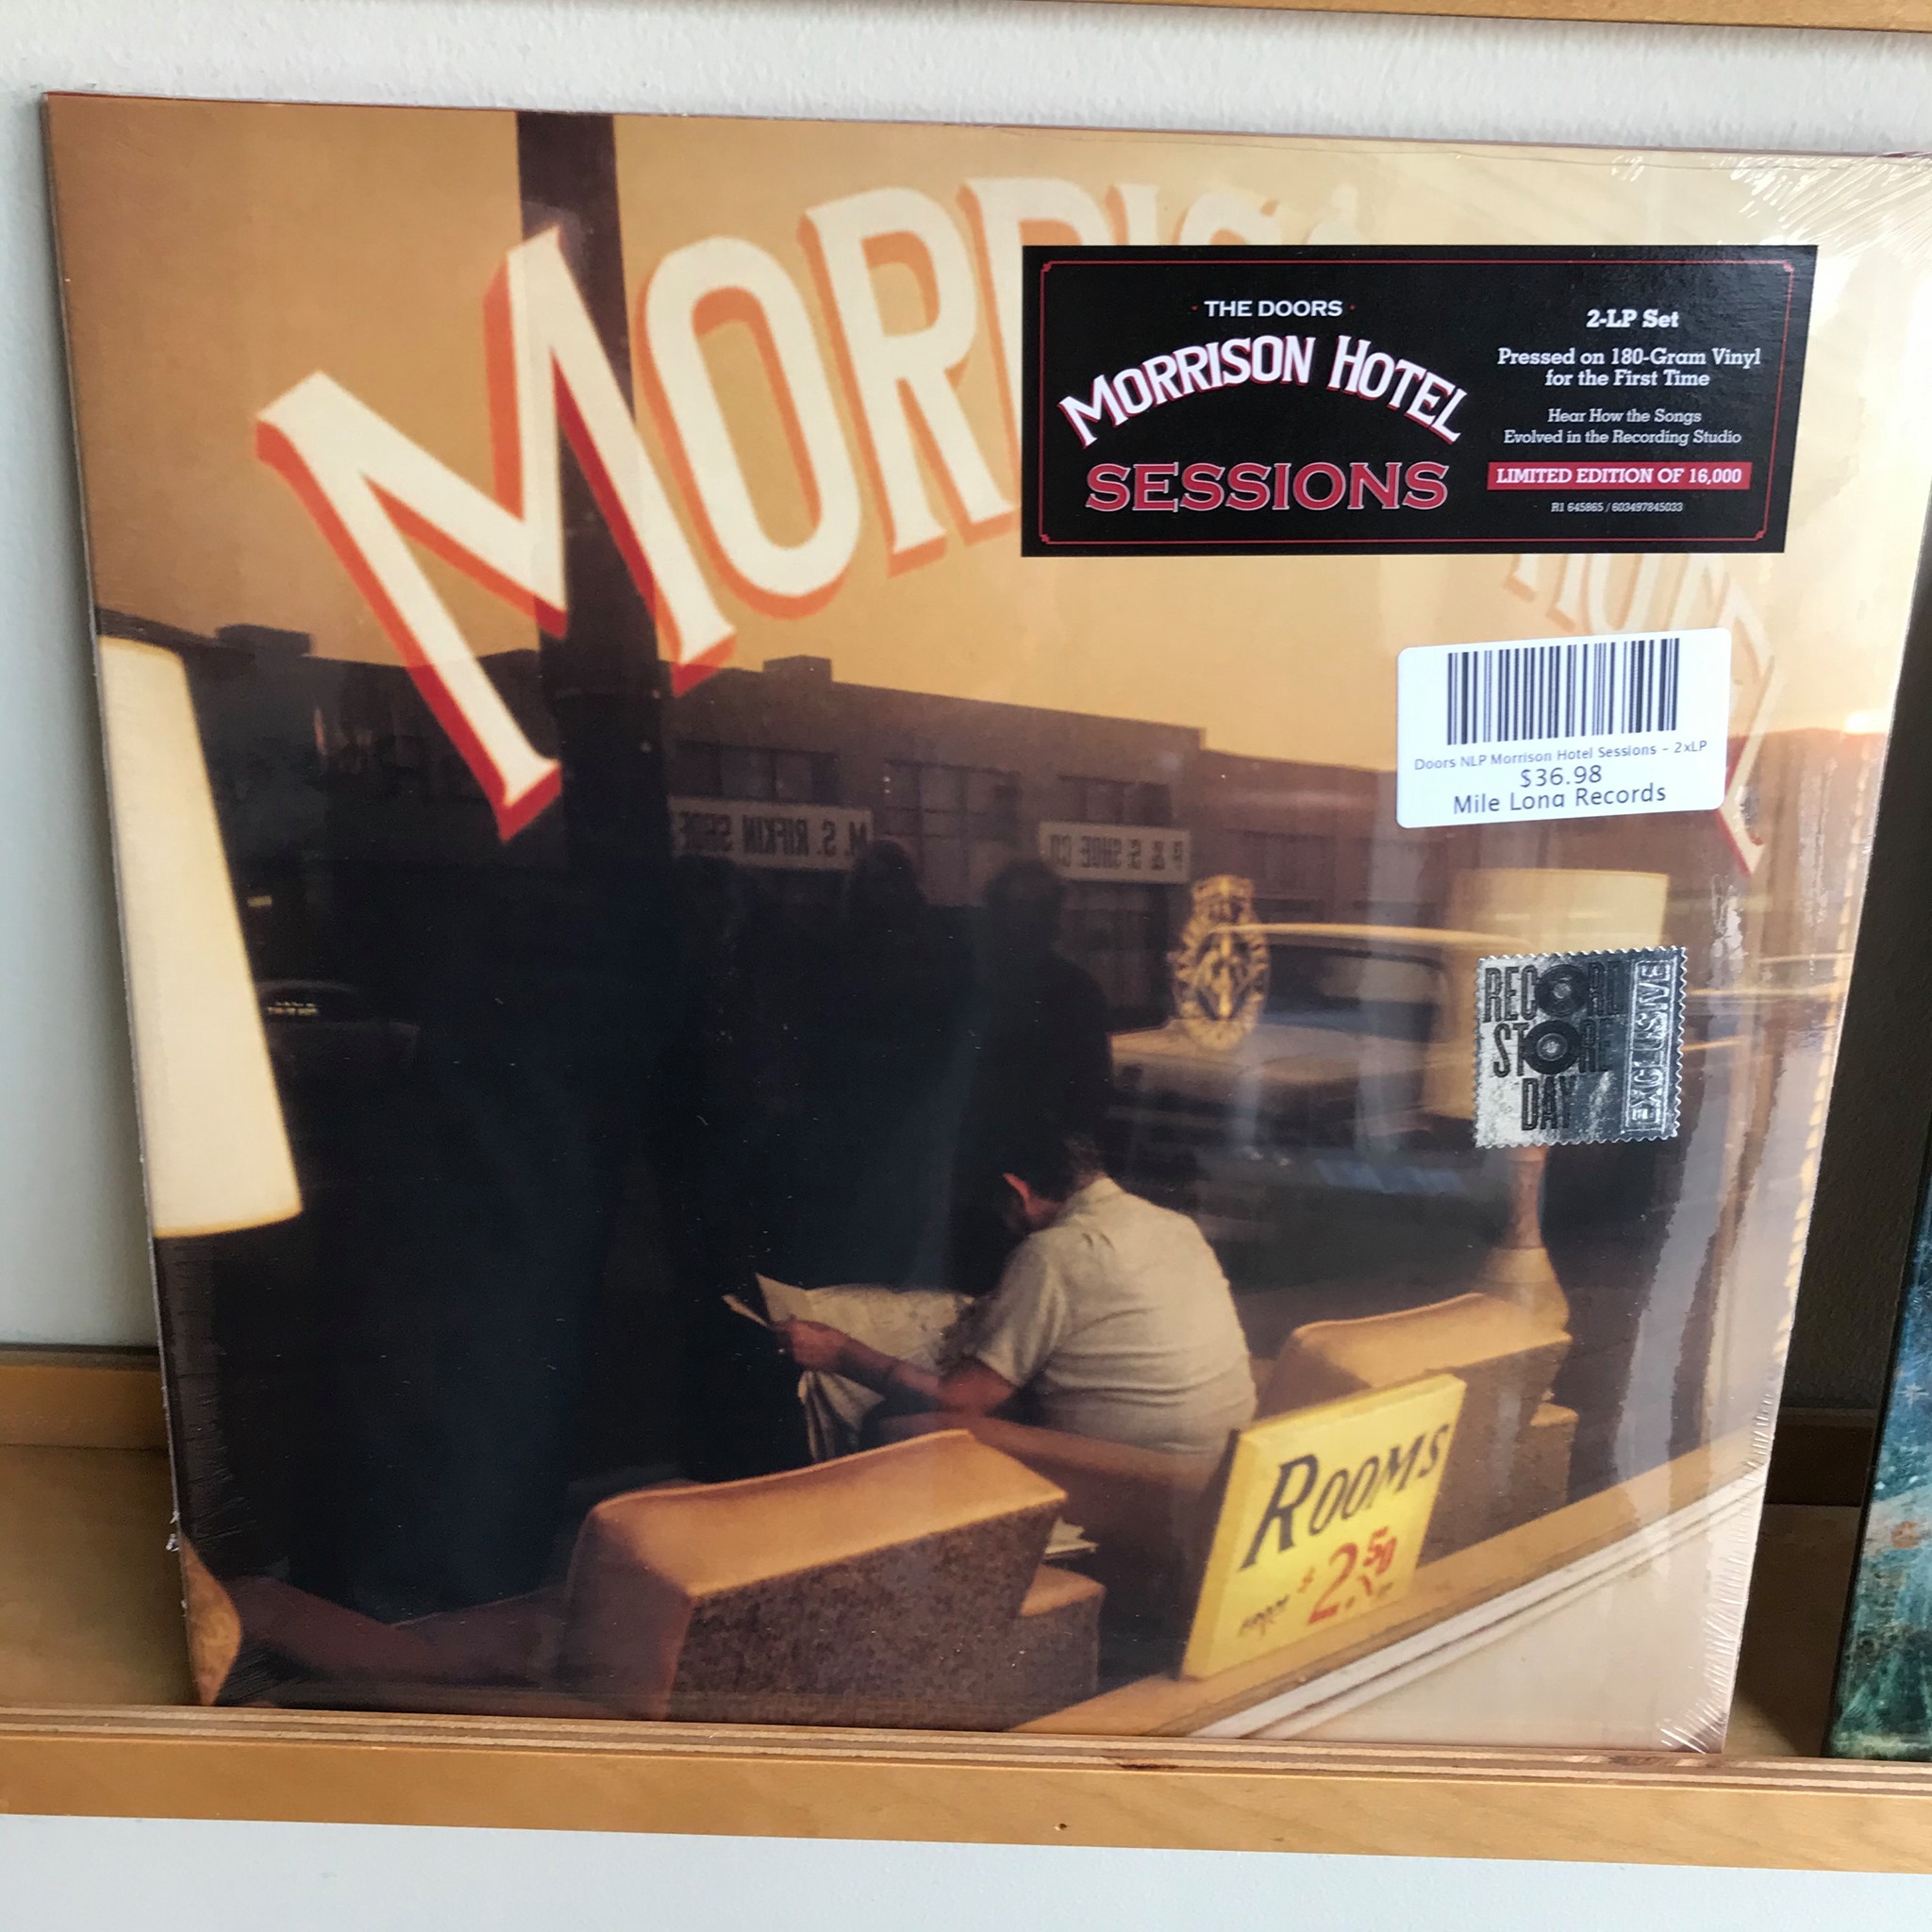 MORRIS
HOTEL
THE DOORS
MORRISON HOTEL
SESSIONS
2-LP Set
Pressed on 180-Gram Vinyl
for the First Time
Hear How the Songs
Evolved in the Recording Studio
LIMITED EDITION OF 16,000
R1 645865 / 603497845033
Doors NLP Morrison Hotel Sessions - 2xLP
$36.98
Mile Long Records
M. S. RIFKIN SHOE
& S. SHOE CO
RECORD
STORE
DAY
EXCLUSIVE
ROOMS
FROM $2.50